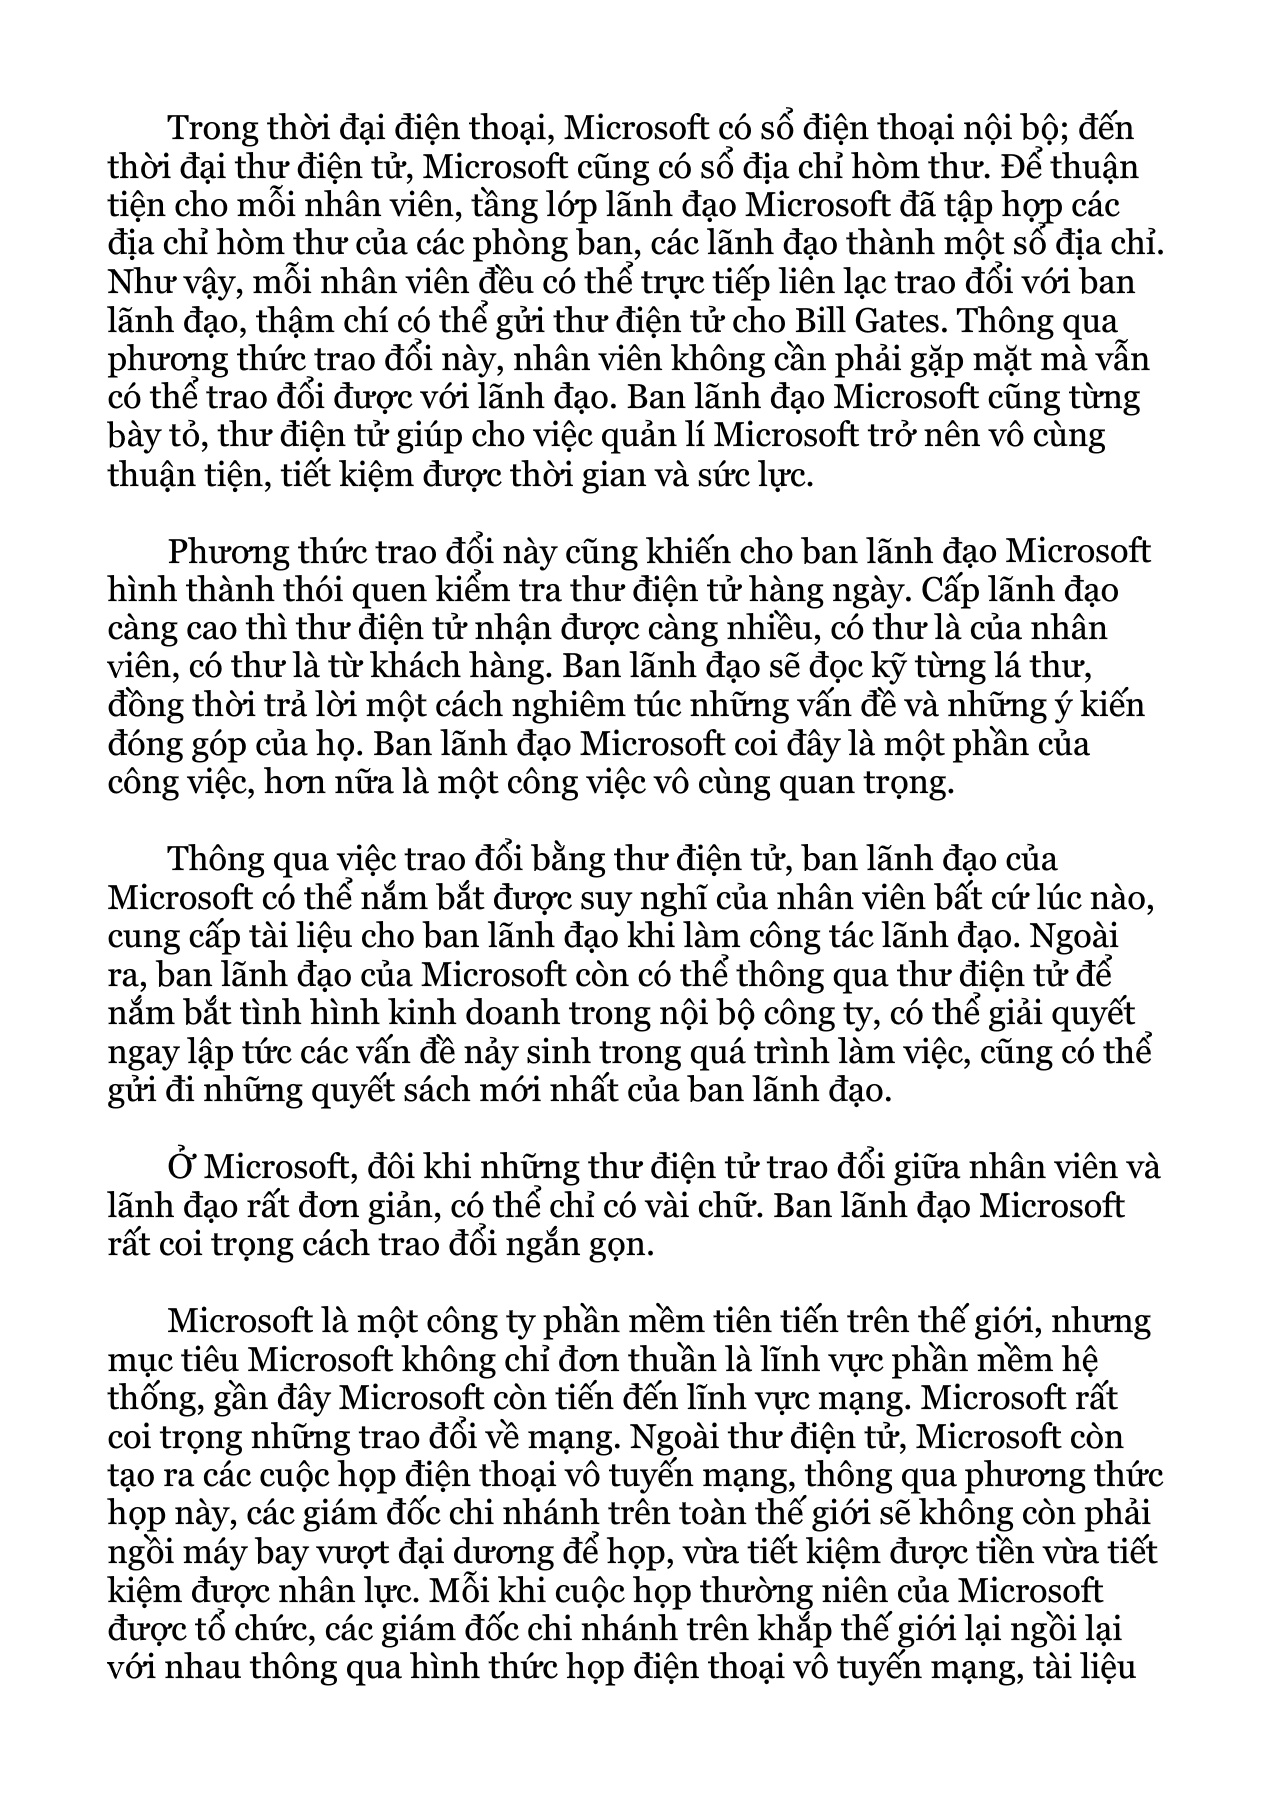 Trong thời đại điện thoại, Microsoft có sổ điện thoại nội bộ; đến
thời đại thư điện tử, Microsoft cũng có sổ địa chỉ hòm thư. Để thuận
tiện cho mỗi nhân viên, tầng lớp lãnh đạo Microsoft đã tập hợp các
địa chỉ hòm thư của các phòng ban, các lãnh đạo thành một sổ địa chỉ.
Như vậy, mỗi nhân viên đều có thể trực tiếp liên lạc trao đổi với ban
lãnh đạo, thậm chí có thể gửi thư điện tử cho Bill Gates. Thông qua
phương thức trao đổi này, nhân viên không cần phải gặp mặt mà vẫn
có thể trao đổi được với lãnh đạo. Ban lãnh đạo Microsoft cũng từng
bày tỏ, thư điện tử giúp cho việc quản lí Microsoft trở nên vô cùng
thuận tiện, tiết kiệm được thời gian và sức lực.
Phương thức trao đổi này cũng khiến cho ban lãnh đạo Microsoft
hình thành thói quen kiểm tra thư điện tử hàng ngày. Cấp lãnh đạo
càng cao thì thư điện tử nhận được càng nhiều, có thư là của nhân
viên, có thư là từ khách hàng. Ban lãnh đạo sẽ đọc kỹ từng lá thư,
đồng thời trả lời một cách nghiêm túc những vấn đề và những ý kiến
đóng góp của họ. Ban lãnh đạo Microsoft coi đây là một phần của
công việc, hơn nữa là một công việc vô cùng quan trọng.
Thông qua việc trao đổi bằng thư điện tử, ban lãnh đạo của
Microsoft có thể nắm bắt được suy nghĩ của nhân viên bất cứ lúc nào,
cung cấp tài liệu cho ban lãnh đạo khi làm công tác lãnh đạo. Ngoài
ra, ban lãnh đạo của Microsoft còn có thể thông qua thư điện tử để
nắm bắt tình hình kinh doanh trong nội bộ công ty, có thể giải quyết
ngay lập tức các vấn đề nảy sinh trong quá trình làm việc, cũng có thể
gửi đi những quyết sách mới nhất của ban lãnh đạo.
Ở Microsoft, đôi khi những thư điện tử trao đổi giữa nhân viên và
lãnh đạo rất đơn giản, có thể chỉ có vài chữ. Ban lãnh đạo Microsoft
rất coi trọng cách trao đổi ngắn gọn.
Microsoft là một công ty phần mềm tiên tiến trên thế giới, nhưng
mục tiêu Microsoft không chỉ đơn thuần là lĩnh vực phần mềm hệ
thống, gần đây Microsoft còn tiến đến lĩnh vực mạng. Microsoft rất
coi trọng những trao đổi về mạng. Ngoài thư điện tử, Microsoft còn
tạo ra các cuộc họp điện thoại vô tuyến mạng, thông qua phương thức
họp này, các giám đốc chi nhánh trên toàn thế giới sẽ không còn phải
ngồi máy bay vượt đại dương để họp, vừa tiết kiệm được tiền vừa tiết
kiệm được nhân lực. Mỗi khi cuộc họp thường niên của Microsoft
được tổ chức, các giám đốc chi nhánh trên khắp thế giới lại ngồi lại
với nhau thông qua hình thức họp điện thoại vô tuyến mạng, tài liệu